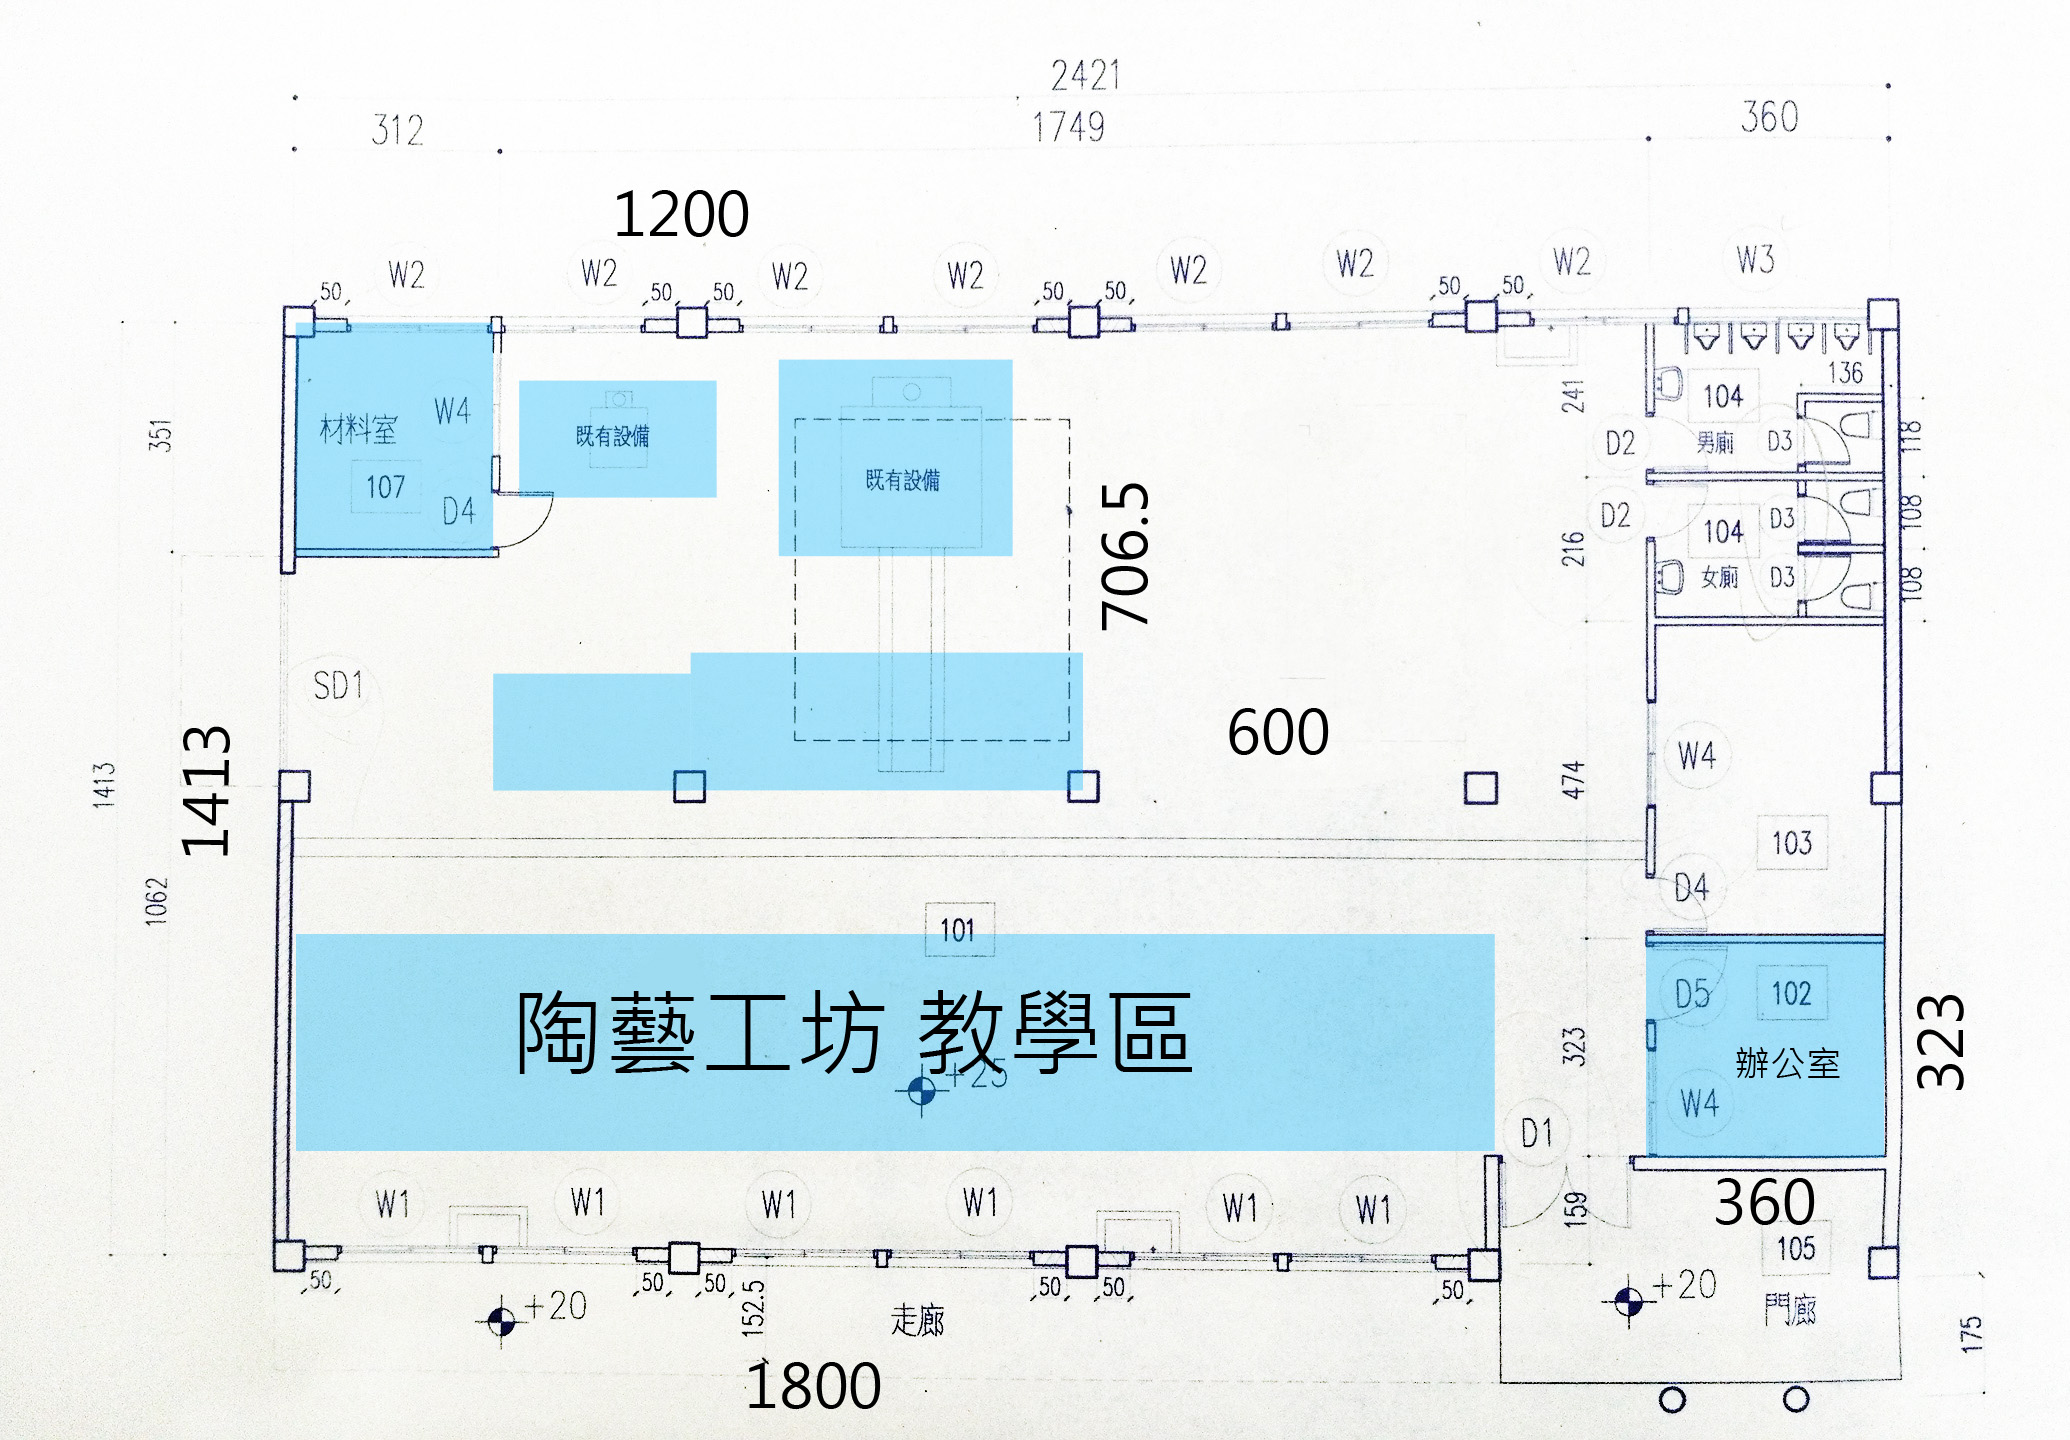 2421
312
1749
360
1200
W2
W2
W2
W2
W2
W2
W2
W3
50
50
50
50
50
50
50
351
材料室
W4
107
D4
既有設備
既有設備
706.5
241
136
104
男廁
D2
D3
118
D2
104
D3
108
216
女廁
D3
108
SD1
600
W4
474
1413
1413
103
D4
1062
101
陶藝工坊 教學區
+25
D5
102
辦公室
W4
323
323
D1
W1
W1
W1
W1
W1
W1
159
360
105
50
50
50
50
50
50
152.5
+20
走廊
+20
門廊
175
1800